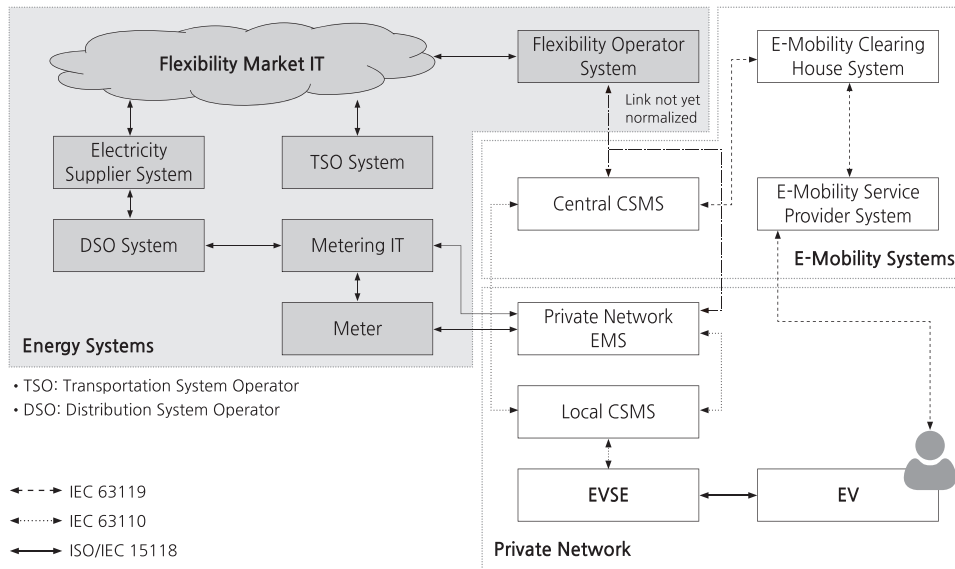 Flexibility Market IT
Flexibility Operator
System
E-Mobility Clearing
House System
Link not yet
normalized
Electricity
Supplier System
TSO System
Central CSMS
E-Mobility Service
Provider System
DSO System
Metering IT
E-Mobility Systems
Meter
Private Network
EMS
Energy Systems
• TSO: Transportation System Operator
• DSO: Distribution System Operator
Local CSMS
IEC 63119
IEC 63110
ISO/IEC 15118
EVSE
EV
Private Network